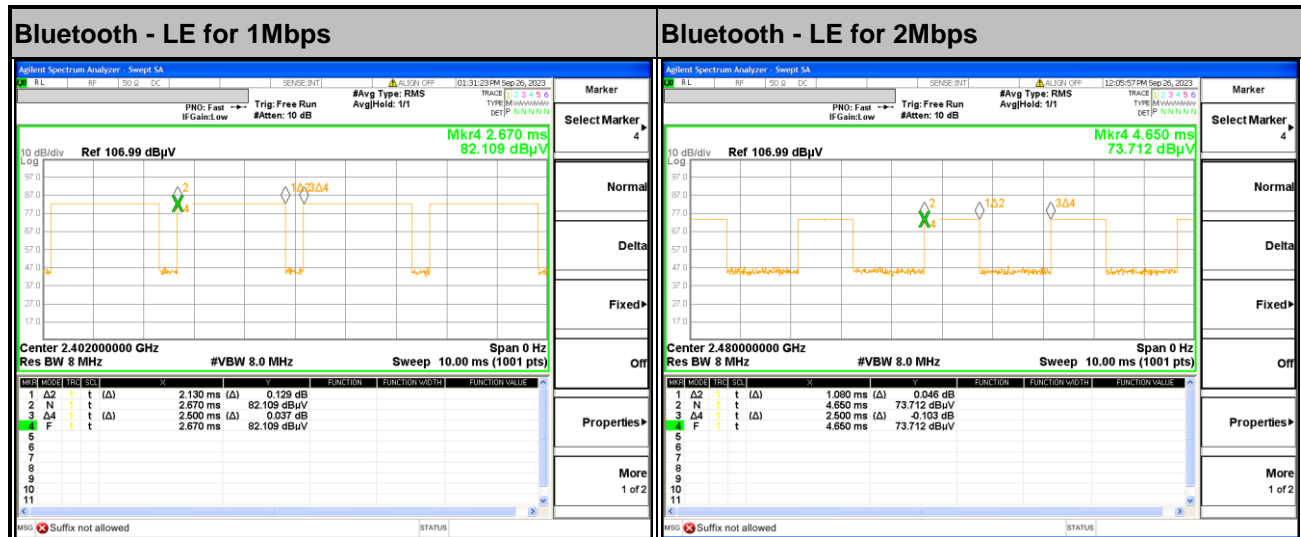 Bluetooth - LE for 1Mbps
Agilent Spectrum Analyzer - Swept SA
RL RF 50 Ω DC SENSE:INT ALIGN OFF 01:31:23 PM Sep 26, 2023
PNO: Fast Trig: Free Run #Avg Type: RMS TRACE 1 2 3 4 5 6
IFGain:Low #Atten: 10 dB Avg|Hold: 1/1 TYPE M
DET P N N N N N
Mkr4 2.670 ms
82.109 dBµV
10 dB/div Ref 106.99 dBµV
Log
97.0
87.0
77.0
67.0
57.0
47.0
37.0
27.0
17.0
2
4
1Δ2
3Δ4
Center 2.402000000 GHz Span 0 Hz
Res BW 8 MHz #VBW 8.0 MHz Sweep 10.00 ms (1001 pts)
MKR MODE TRC SCL X Y FUNCTION FUNCTION WIDTH FUNCTION VALUE
1 Δ2 1 t (Δ) 2.130 ms (Δ) 0.129 dB
2 N 1 t 2.670 ms 82.109 dBµV
3 Δ4 1 t (Δ) 2.500 ms (Δ) 0.037 dB
4 F 1 t 2.670 ms 82.109 dBµV
5
6
7
8
9
10
11
MSG Suffix not allowed STATUS
Marker
Select Marker
4
Normal
Delta
Fixed
Off
Properties
More
1 of 2
Bluetooth - LE for 2Mbps
Agilent Spectrum Analyzer - Swept SA
RL RF 50 Ω DC SENSE:INT ALIGN OFF 12:05:57 PM Sep 26, 2023
PNO: Fast Trig: Free Run #Avg Type: RMS TRACE 1 2 3 4 5 6
IFGain:Low #Atten: 10 dB Avg|Hold: 1/1 TYPE M
DET P N N N N N
Mkr4 4.650 ms
73.712 dBµV
10 dB/div Ref 106.99 dBµV
Log
97.0
87.0
77.0
67.0
57.0
47.0
37.0
27.0
17.0
2
4
1Δ2
3Δ4
Center 2.480000000 GHz Span 0 Hz
Res BW 8 MHz #VBW 8.0 MHz Sweep 10.00 ms (1001 pts)
MKR MODE TRC SCL X Y FUNCTION FUNCTION WIDTH FUNCTION VALUE
1 Δ2 1 t (Δ) 1.080 ms (Δ) 0.046 dB
2 N 1 t 4.650 ms 73.712 dBµV
3 Δ4 1 t (Δ) 2.500 ms (Δ) -0.103 dB
4 F 1 t 4.650 ms 73.712 dBµV
5
6
7
8
9
10
11
MSG Suffix not allowed STATUS
Marker
Select Marker
4
Normal
Delta
Fixed
Off
Properties
More
1 of 2